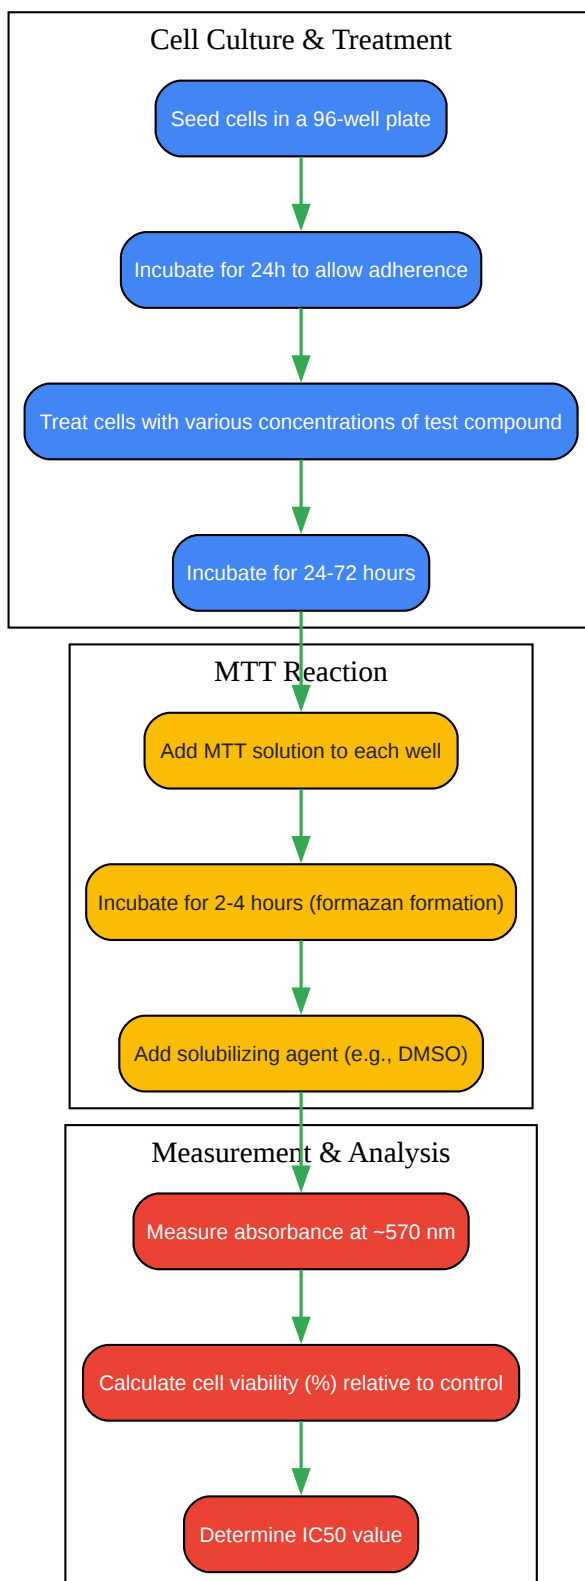 Cell Culture & Treatment
Seed cells in a 96-well plate
Incubate for 24h to allow adherence
Treat cells with various concentrations of test compound
Incubate for 24-72 hours
MTT Reaction
Add MTT solution to each well
Incubate for 2-4 hours (formazan formation)
Add solubilizing agent (e.g., DMSO)
Measurement & Analysis
Measure absorbance at ~570 nm
Calculate cell viability (%) relative to control
Determine IC50 value